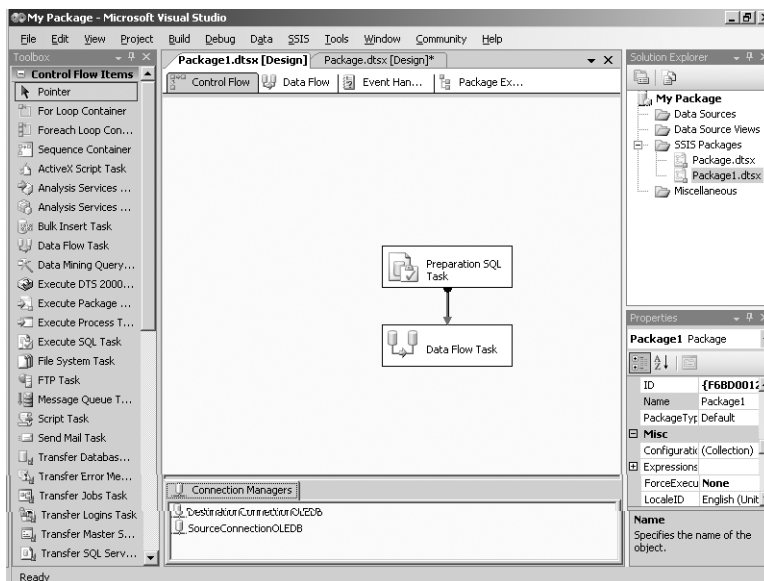 My Package - Microsoft Visual Studio
File Edit View Project Build Debug Data SSIS Tools Window Community Help
Toolbox
Control Flow Items
Pointer
For Loop Container
Foreach Loop Con...
Sequence Container
ActiveX Script Task
Analysis Services ...
Analysis Services ...
Bulk Insert Task
Data Flow Task
Data Mining Query...
Execute DTS 2000...
Execute Package ...
Execute Process T...
Execute SQL Task
File System Task
FTP Task
Message Queue T...
Script Task
Send Mail Task
Transfer Databas...
Transfer Error Me...
Transfer Jobs Task
Transfer Logins Task
Transfer Master S...
Transfer SQL Serv...
Package1.dtsx [Design] Package.dtsx [Design]*
Control Flow Data Flow Event Han... Package Ex...
Preparation SQL
Task
Data Flow Task
Connection Managers
DestinationConnectionOLEDB
SourceConnectionOLEDB
Solution Explorer
My Package
Data Sources
Data Source Views
SSIS Packages
Package.dtsx
Package1.dtsx
Miscellaneous
Properties
Package1 Package
ID {F6BD0012
Name Package1
PackageTyp Default
Misc
Configuratic (Collection)
Expressions
ForceExecu None
LocaleID English (Unit
Name
Specifies the name of the
object.
Ready